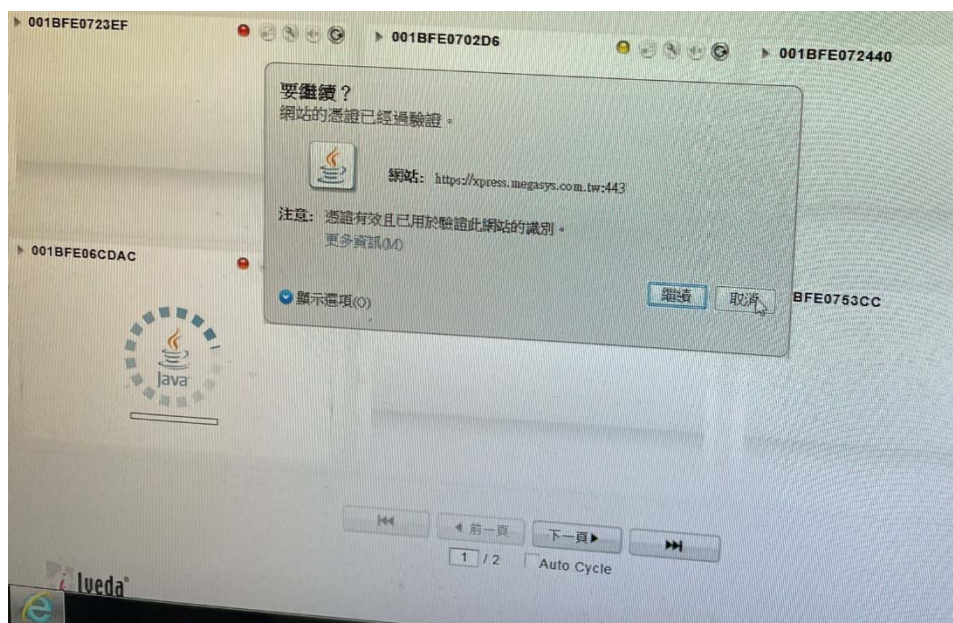 001BFE0723EF
001BFE0702D6
001BFE072440
要繼續？
網站的憑證已經過驗證。
網站: https://xpress.megasys.com.tw:443
注意: 憑證有效且已用於驗證此網站的識別。
更多資訊(M)
顯示選項(O)
繼續
取消
001BFE06CDAC
BFE0753CC
Java
前一頁
下一頁
1 / 2
Auto Cycle
iveda®